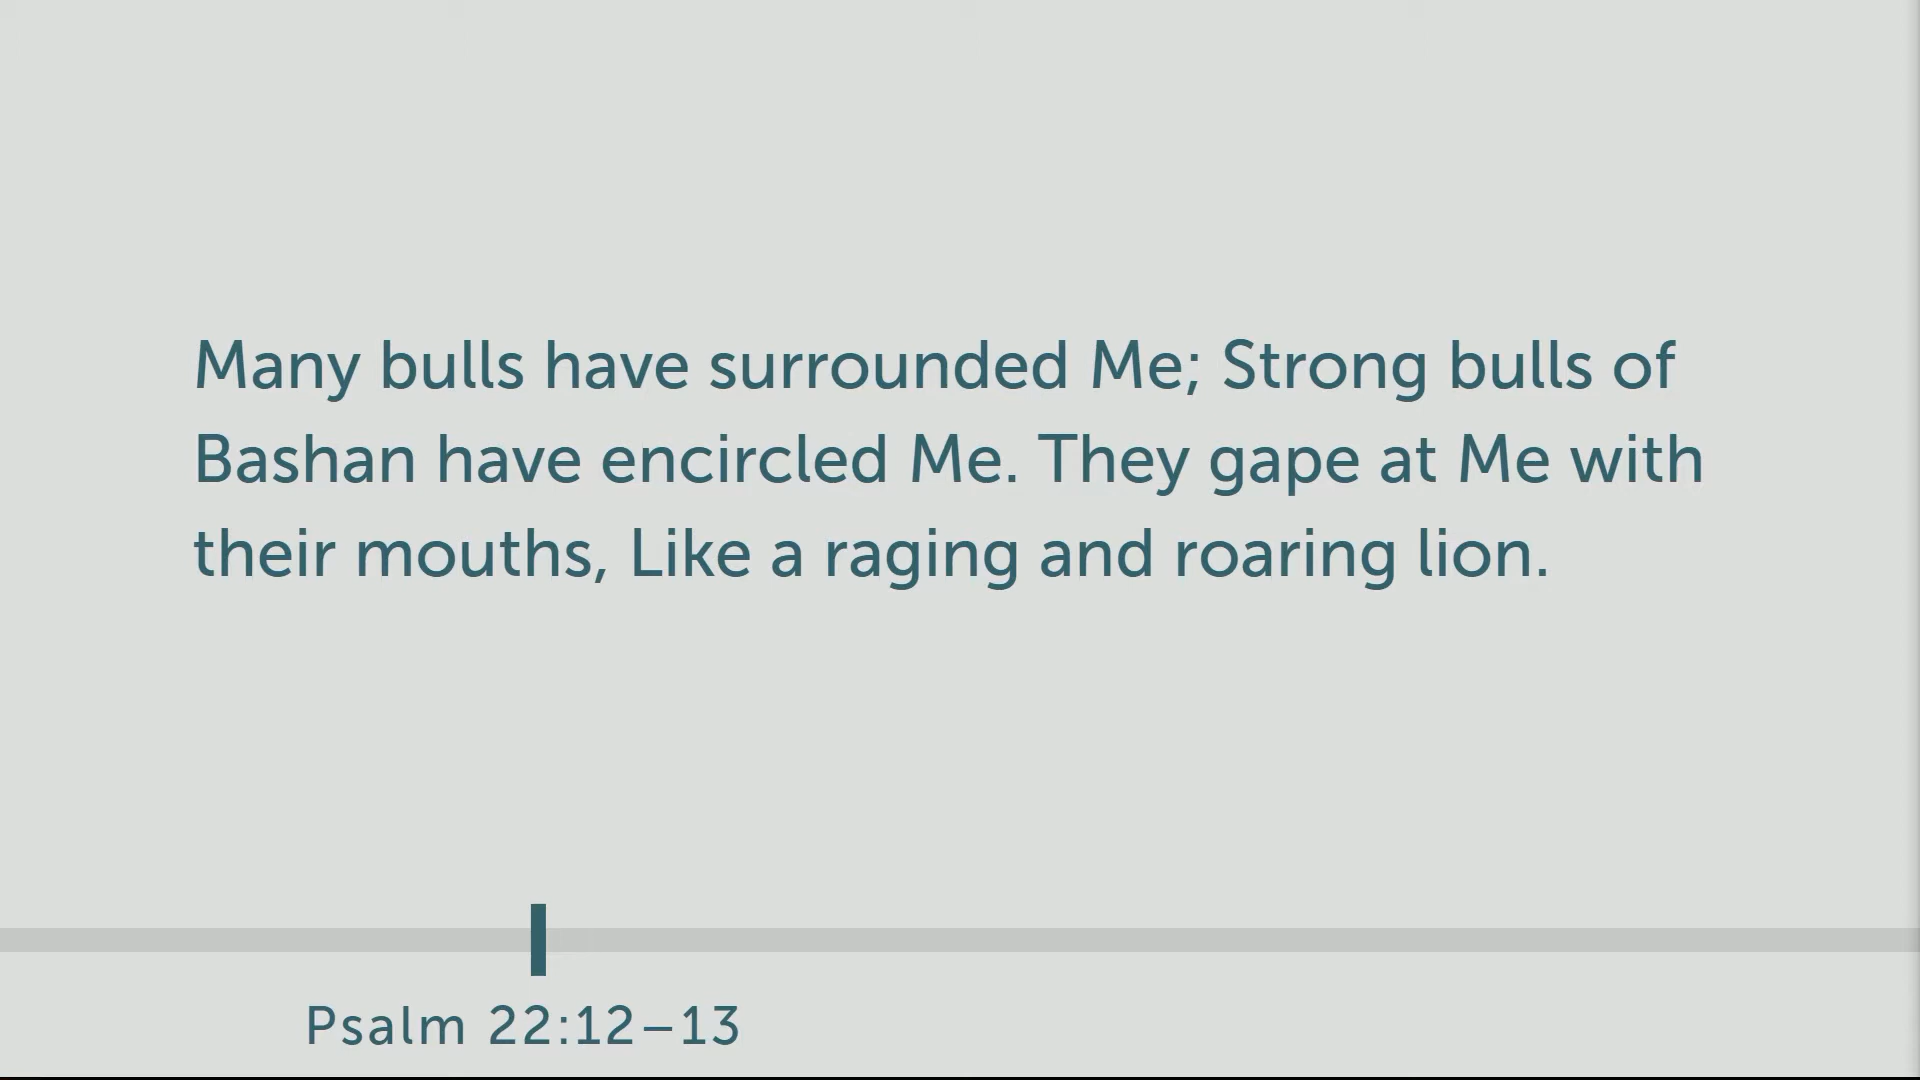 Many bulls have surrounded Me; Strong bulls of
Bashan have encircled Me. They gape at Me with
their mouths, Like a raging and roaring lion.
Psalm 22:12–13